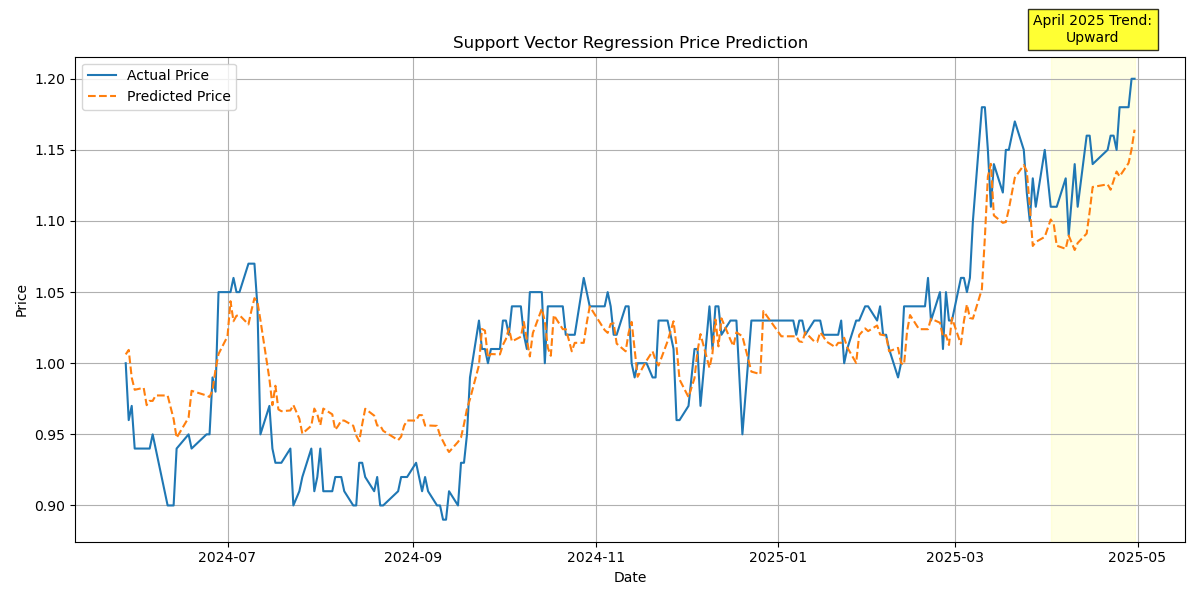 April 2025 Trend:
Upward
Support Vector Regression Price Prediction
Actual Price
Predicted Price
1.20
1.15
1.10
1.05
1.00
0.95
0.90
Price
2024-07
2024-09
2024-11
2025-01
2025-03
2025-05
Date